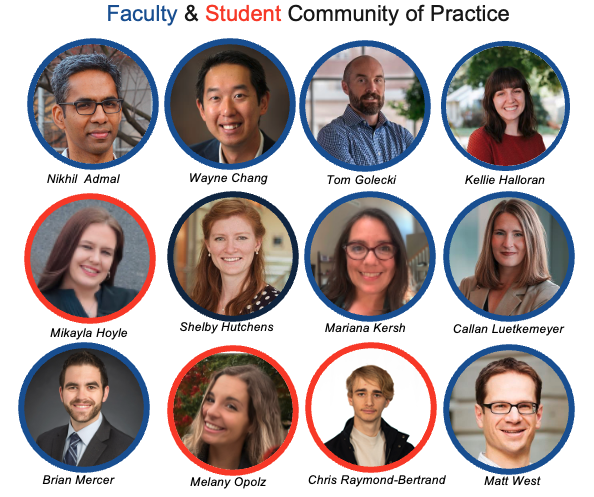 Faculty & Student Community of Practice
Nikhil Admal
Wayne Chang
Tom Golecki
Kellie Halloran
Mikayla Hoyle
Shelby Hutchens
Mariana Kersh
Callan Luetkemeyer
Brian Mercer
Melany Opolz
Chris Raymond-Bertrand
Matt West